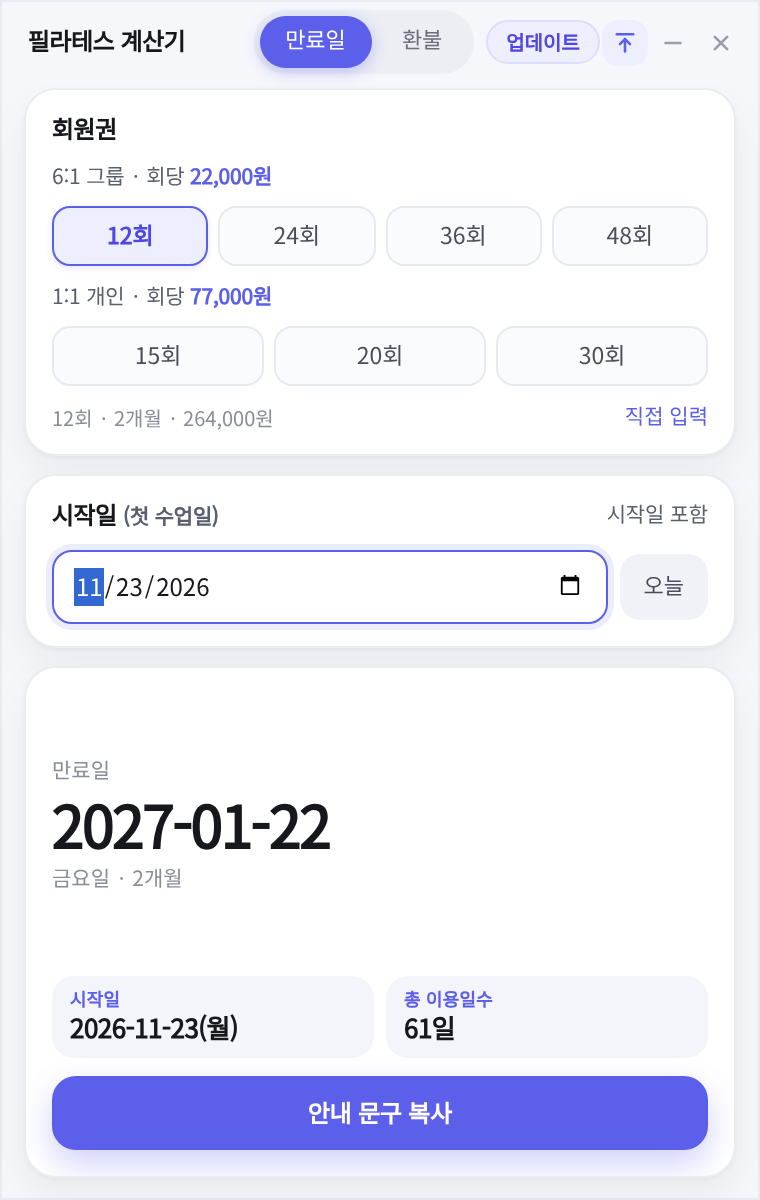 필라테스 계산기
만료일
환불
업데이트
회원권
6:1 그룹 · 회당 22,000원
12회
24회
36회
48회
1:1 개인 · 회당 77,000원
15회
20회
30회
12회 · 2개월 · 264,000원
직접 입력
시작일 (첫 수업일)
시작일 포함
11/23/2026
오늘
만료일
2027-01-22
금요일 · 2개월
시작일
2026-11-23(월)
총 이용일수
61일
안내 문구 복사